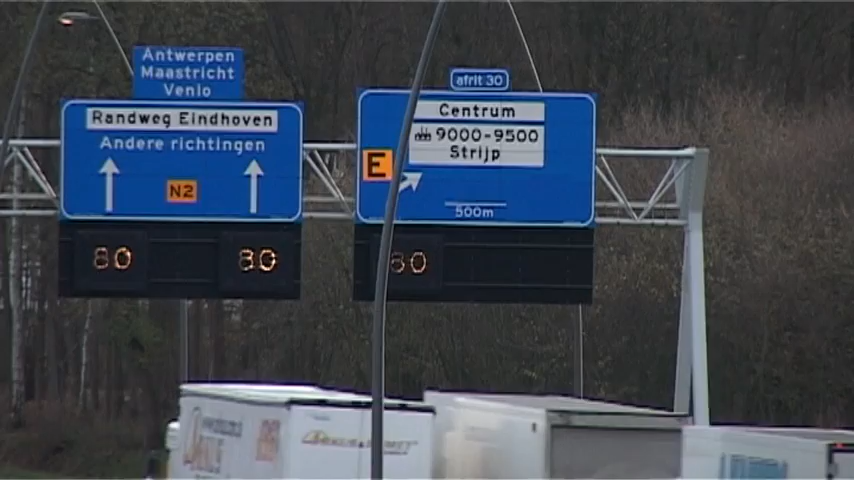 Antwerpen
Maastricht
Venlo
Randweg Eindhoven
Andere richtingen
N2
80
80
afrit 30
Centrum
9000-9500
Strijp
E
500m
80